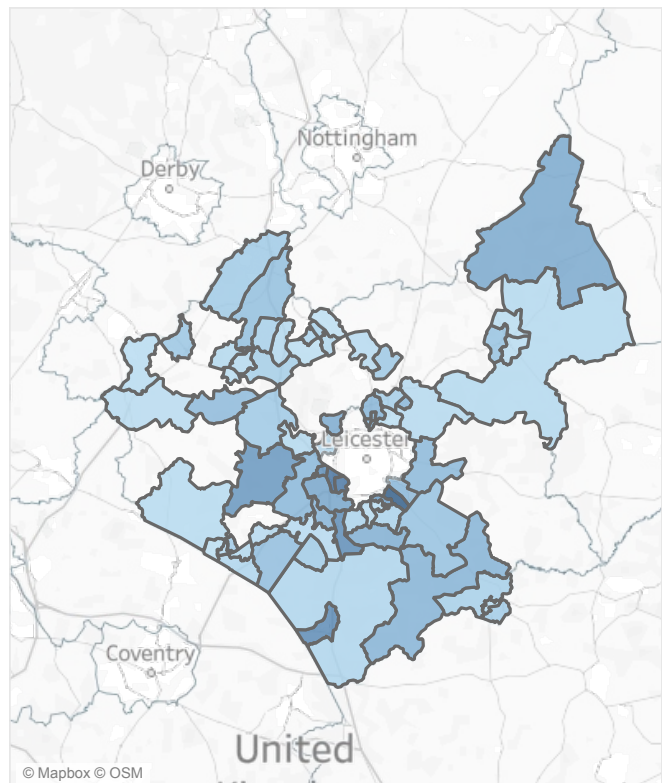 Nottingham
Derby
Leicester
Coventry
United
© Mapbox © OSM